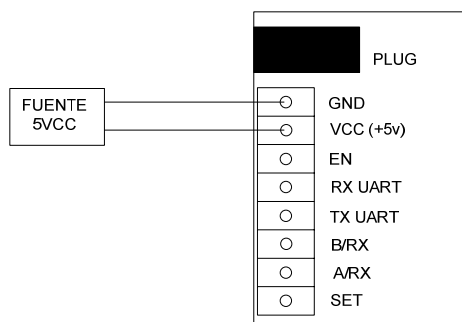 PLUG
FUENTE
5VCC
GND
VCC (+5v)
EN
RX UART
TX UART
B/RX
A/RX
SET